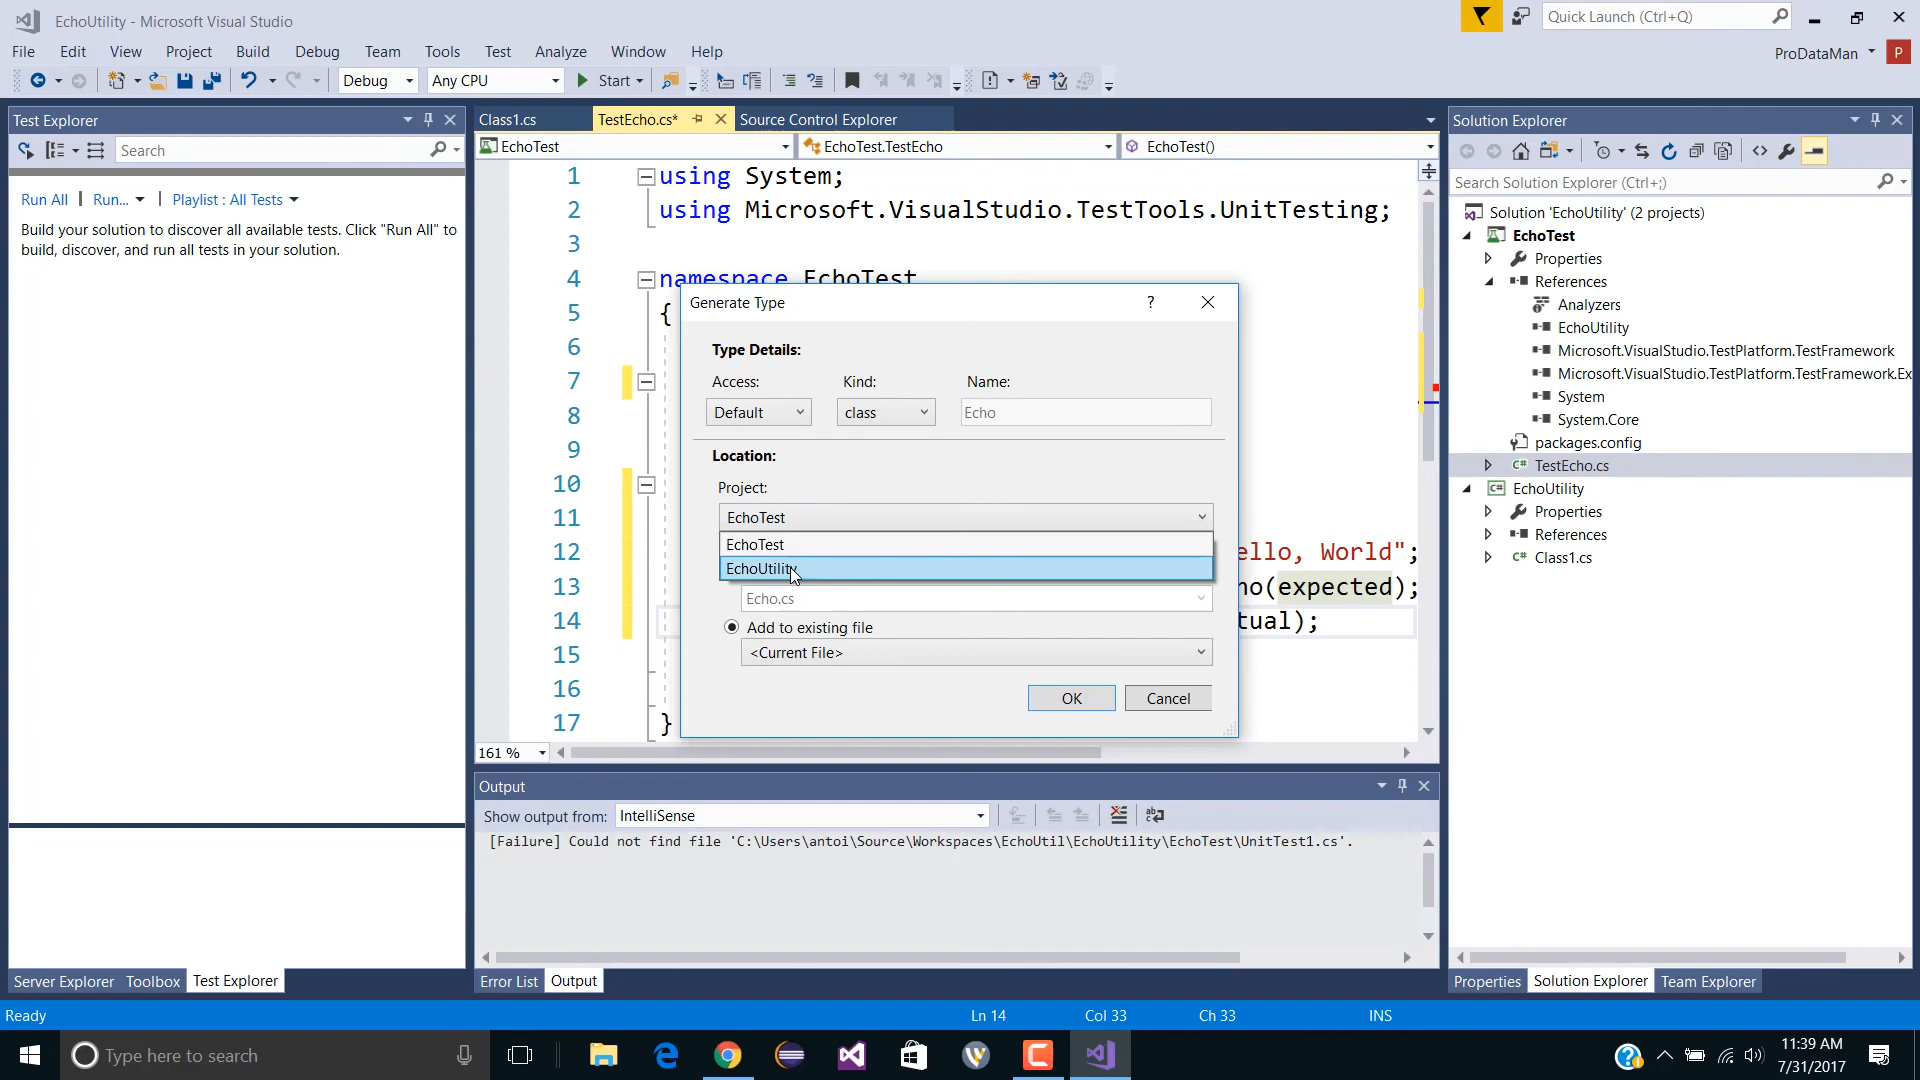 EchoUtility - Microsoft Visual Studio
Quick Launch (Ctrl+Q)
File Edit View Project Build Debug Team Tools Test Analyze Window Help
ProDataMan P
Debug Any CPU Start
Test Explorer
Search
Run All | Run... | Playlist : All Tests
Build your solution to discover all available tests. Click "Run All" to
build, discover, and run all tests in your solution.
Class1.cs TestEcho.cs* Source Control Explorer
EchoTest EchoTest.TestEcho EchoTest()
1 using System;
2 using Microsoft.VisualStudio.TestTools.UnitTesting;
3
4 namespace EchoTest
5 {
6
7
8
9
10
11
12 ello, World";
13 ho(expected);
14 tual);
15
16
17 }
161 %
Generate Type
?
Type Details:
Access: Kind: Name:
Default class Echo
Location:
Project:
EchoTest
EchoTest
EchoUtility
Echo.cs
Add to existing file
<Current File>
OK Cancel
Output
Show output from: IntelliSense
[Failure] Could not find file 'C:\Users\antoi\Source\Workspaces\EchoUtil\EchoUtility\EchoTest\UnitTest1.cs'.
Server Explorer Toolbox Test Explorer
Error List Output
Solution Explorer
Search Solution Explorer (Ctrl+;)
Solution 'EchoUtility' (2 projects)
EchoTest
Properties
References
Analyzers
EchoUtility
Microsoft.VisualStudio.TestPlatform.TestFramework
Microsoft.VisualStudio.TestPlatform.TestFramework.Ex
System
System.Core
packages.config
C# TestEcho.cs
C# EchoUtility
Properties
References
C# Class1.cs
Properties Solution Explorer Team Explorer
Ready Ln 14 Col 33 Ch 33 INS
Type here to search
11:39 AM
7/31/2017